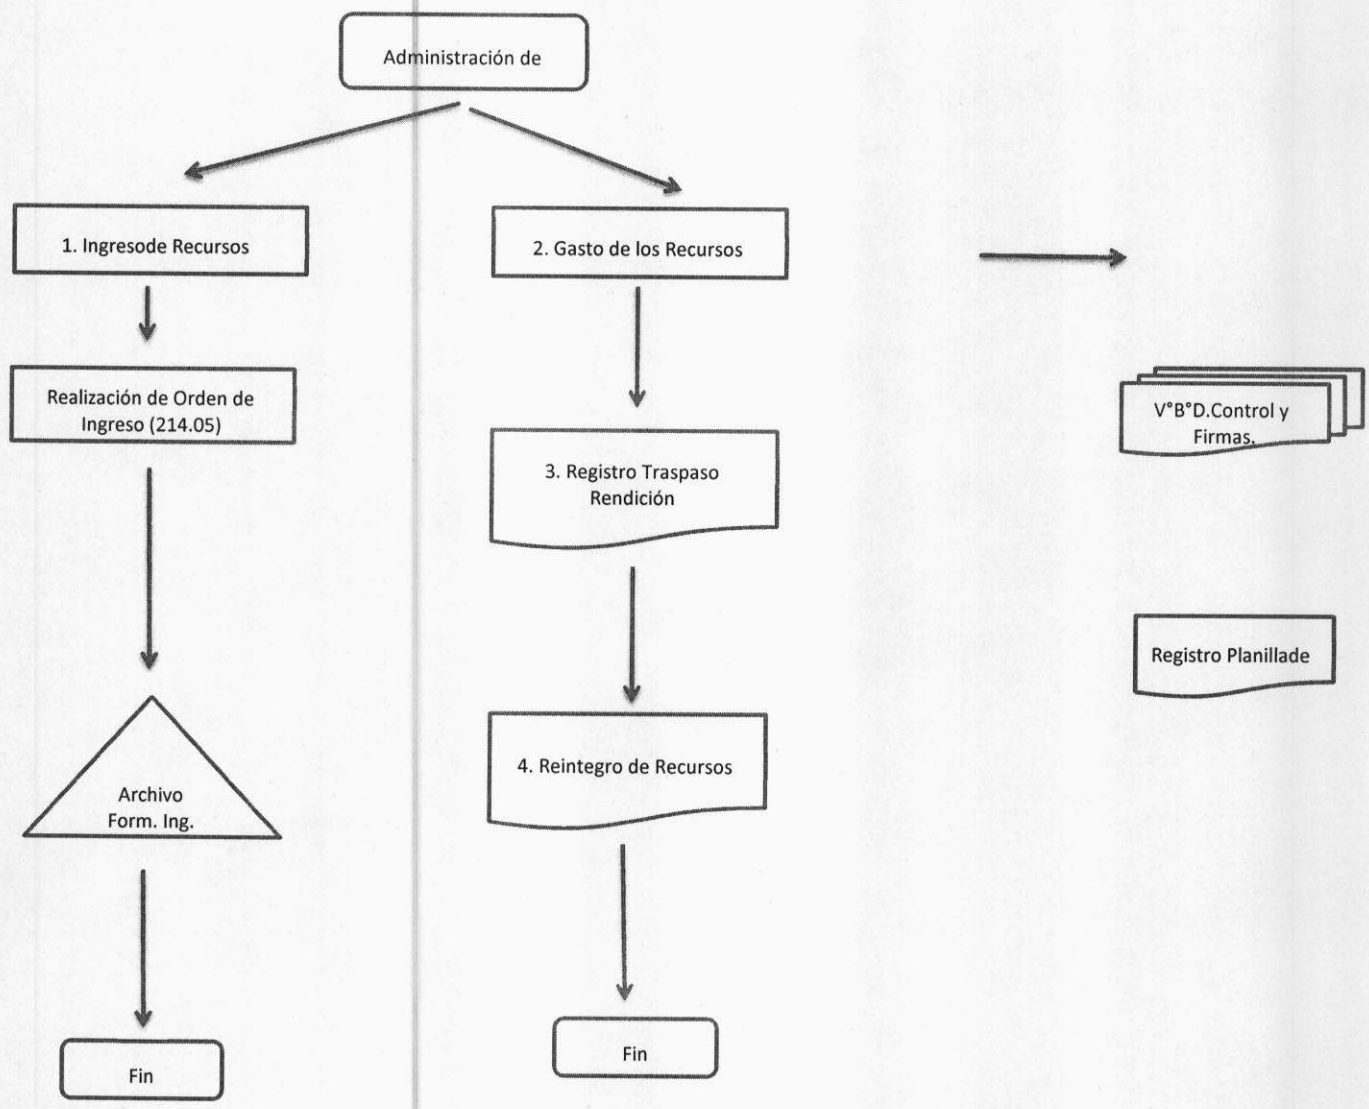 Administración de
1. Ingresode Recursos
2. Gasto de los Recursos
Realización de Orden de
Ingreso (214.05)
V°B°D.Control y
Firmas.
3. Registro Traspaso
Rendición
Registro Planillade
4. Reintegro de Recursos
Archivo
Form. Ing.
Fin
Fin